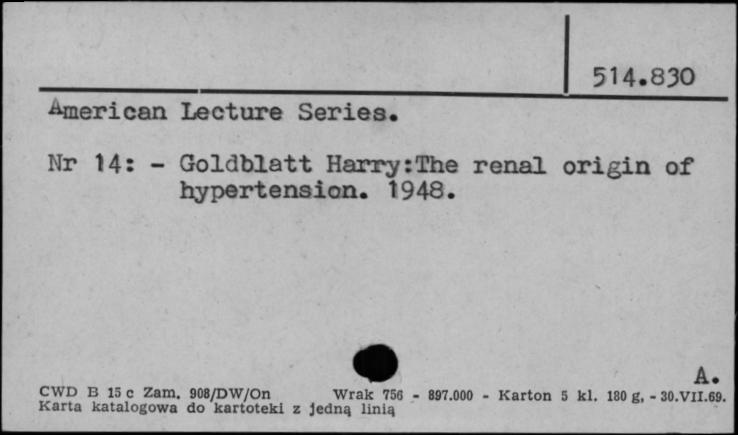 514.830
American Lecture Series.
Nr 14: - Goldblatt Harry:The renal origin of
hypertension. 1948.
A.
CWD B 15 c Zam. 908/DW/On Wrak 756 - 897.000 - Karton 5 kl. 180 g. - 30.VII.69.
Karta katalogowa do kartoteki z jedną linią